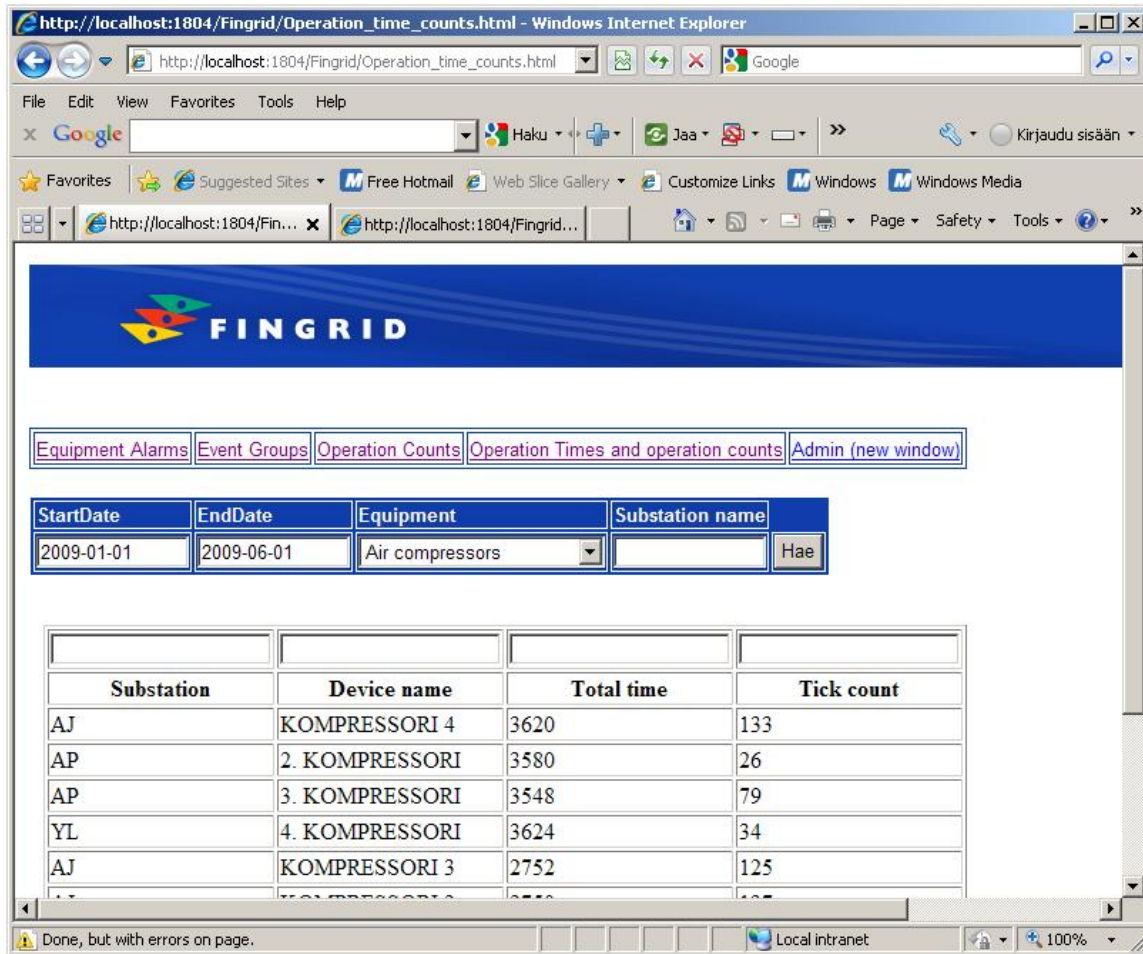 http://localhost:1804/Fingrid/Operation_time_counts.html - Windows Internet Explorer
http://localhost:1804/Fingrid/Operation_time_counts.html Google
File Edit View Favorites Tools Help
x Google Haku Jaa » Kirjaudu sisään
Favorites Suggested Sites Free Hotmail Web Slice Gallery Customize Links Windows Windows Media
http://localhost:1804/Fin... x http://localhost:1804/Fingrid... Page Safety Tools »
FINGRID
Equipment Alarms Event Groups Operation Counts Operation Times and operation counts Admin (new window)
StartDate EndDate Equipment Substation name
2009-01-01 2009-06-01 Air compressors Hae
Substation Device name Total time Tick count
AJ KOMPRESSORI 4 3620 133
AP 2. KOMPRESSORI 3580 26
AP 3. KOMPRESSORI 3548 79
YL 4. KOMPRESSORI 3624 34
AJ KOMPRESSORI 3 2752 125
Done, but with errors on page. Local intranet 100%